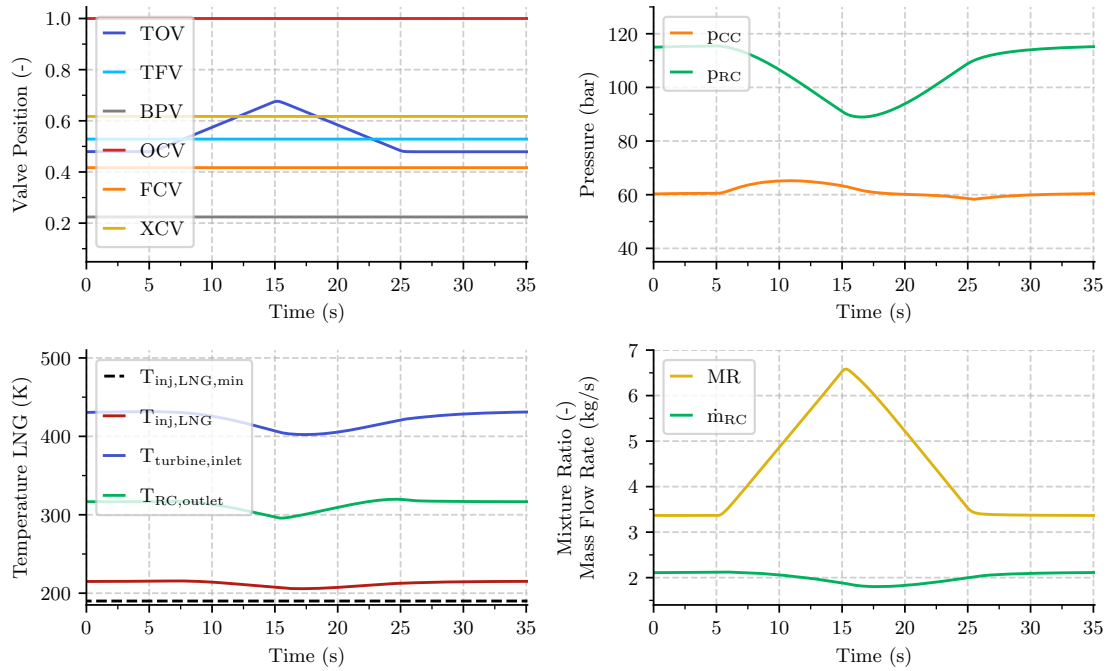 Valve Position (-)
1.0
0.8
0.6
0.4
0.2
TOV
TFV
BPV
OCV
FCV
XCV
0 5 10 15 20 25 30 35
Time (s)
Pressure (bar)
120
100
80
60
40
pCC
pRC
0 5 10 15 20 25 30 35
Time (s)
Temperature LNG (K)
500
400
300
200
Tinj,LNG,min
Tinj,LNG
Tturbine,inlet
TRC,outlet
0 5 10 15 20 25 30 35
Time (s)
Mixture Ratio (-)
Mass Flow Rate (kg/s)
7
6
5
4
3
2
MR
ṁRC
0 5 10 15 20 25 30 35
Time (s)